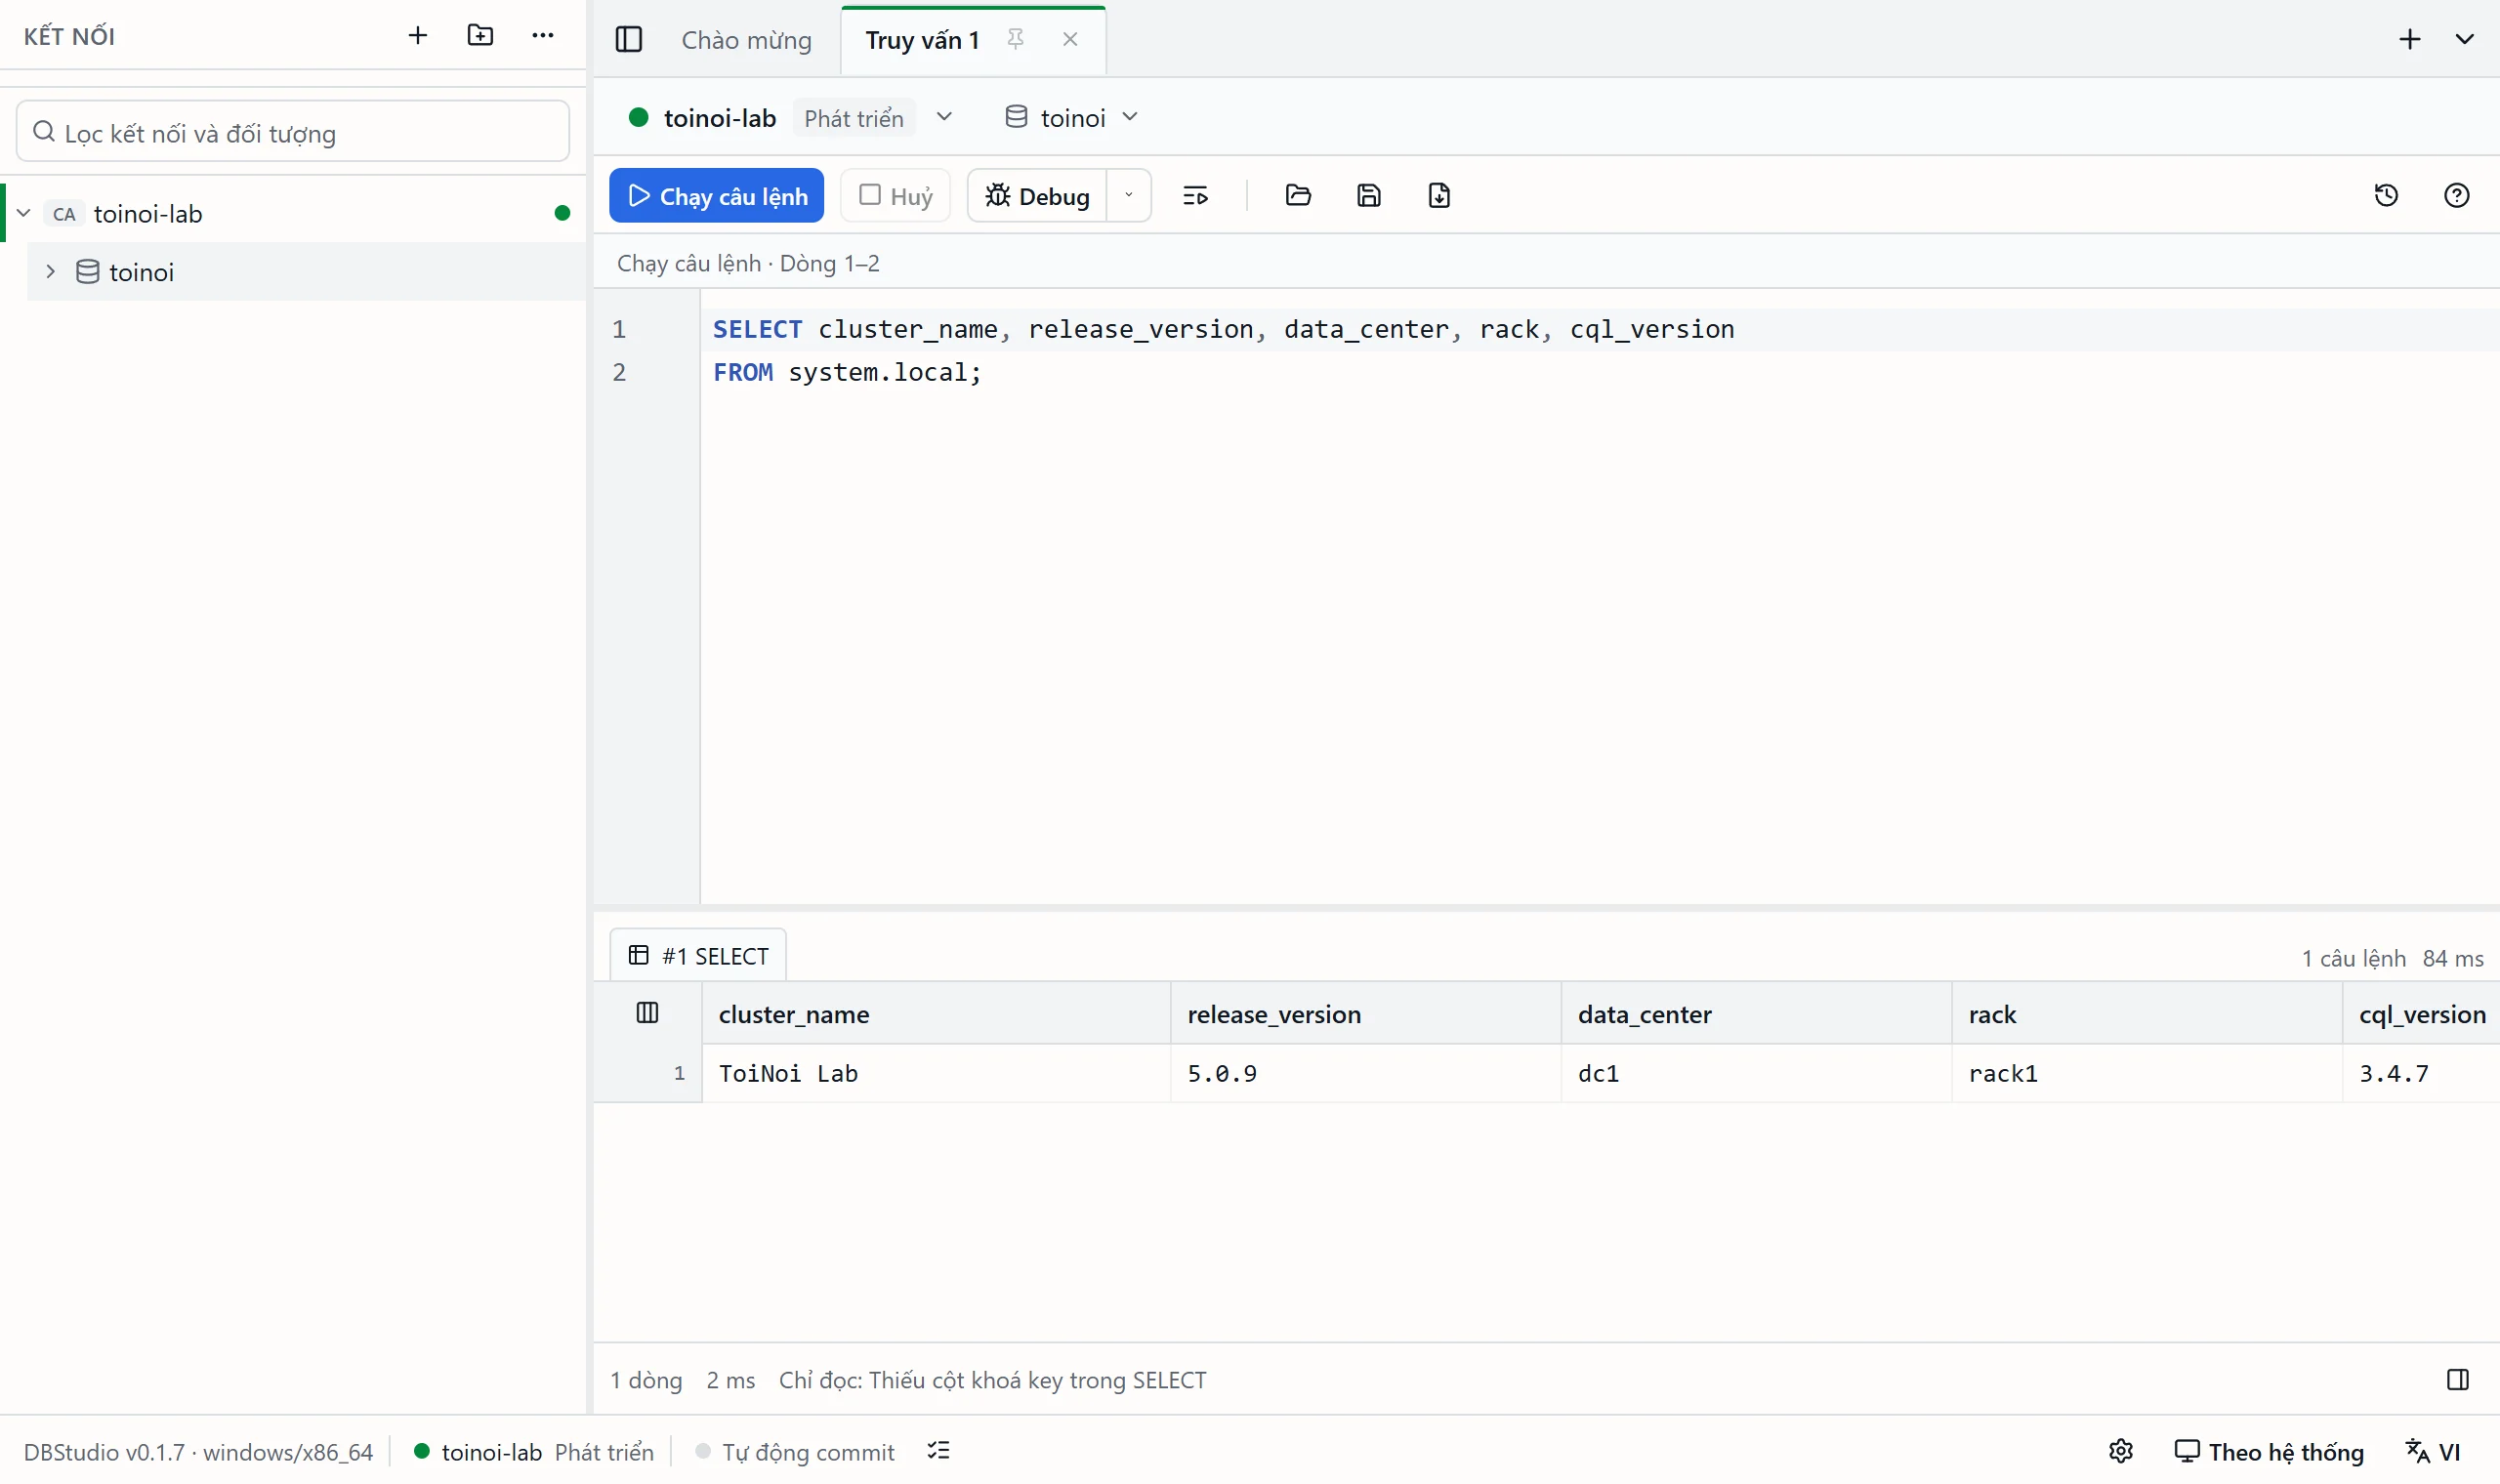 KẾT NỐI
Lọc kết nối và đối tượng
CA toinoi-lab
toinoi
Chào mừng
Truy vấn 1
toinoi-lab Phát triển toinoi
Chạy câu lệnh Huỷ Debug
Chạy câu lệnh · Dòng 1–2
1 SELECT cluster_name, release_version, data_center, rack, cql_version
2 FROM system.local;
#1 SELECT
1 câu lệnh 84 ms
cluster_name release_version data_center rack cql_version
1 ToiNoi Lab 5.0.9 dc1 rack1 3.4.7
1 dòng 2 ms Chỉ đọc: Thiếu cột khoá key trong SELECT
DBStudio v0.1.7 · windows/x86_64 toinoi-lab Phát triển Tự động commit Theo hệ thống VI